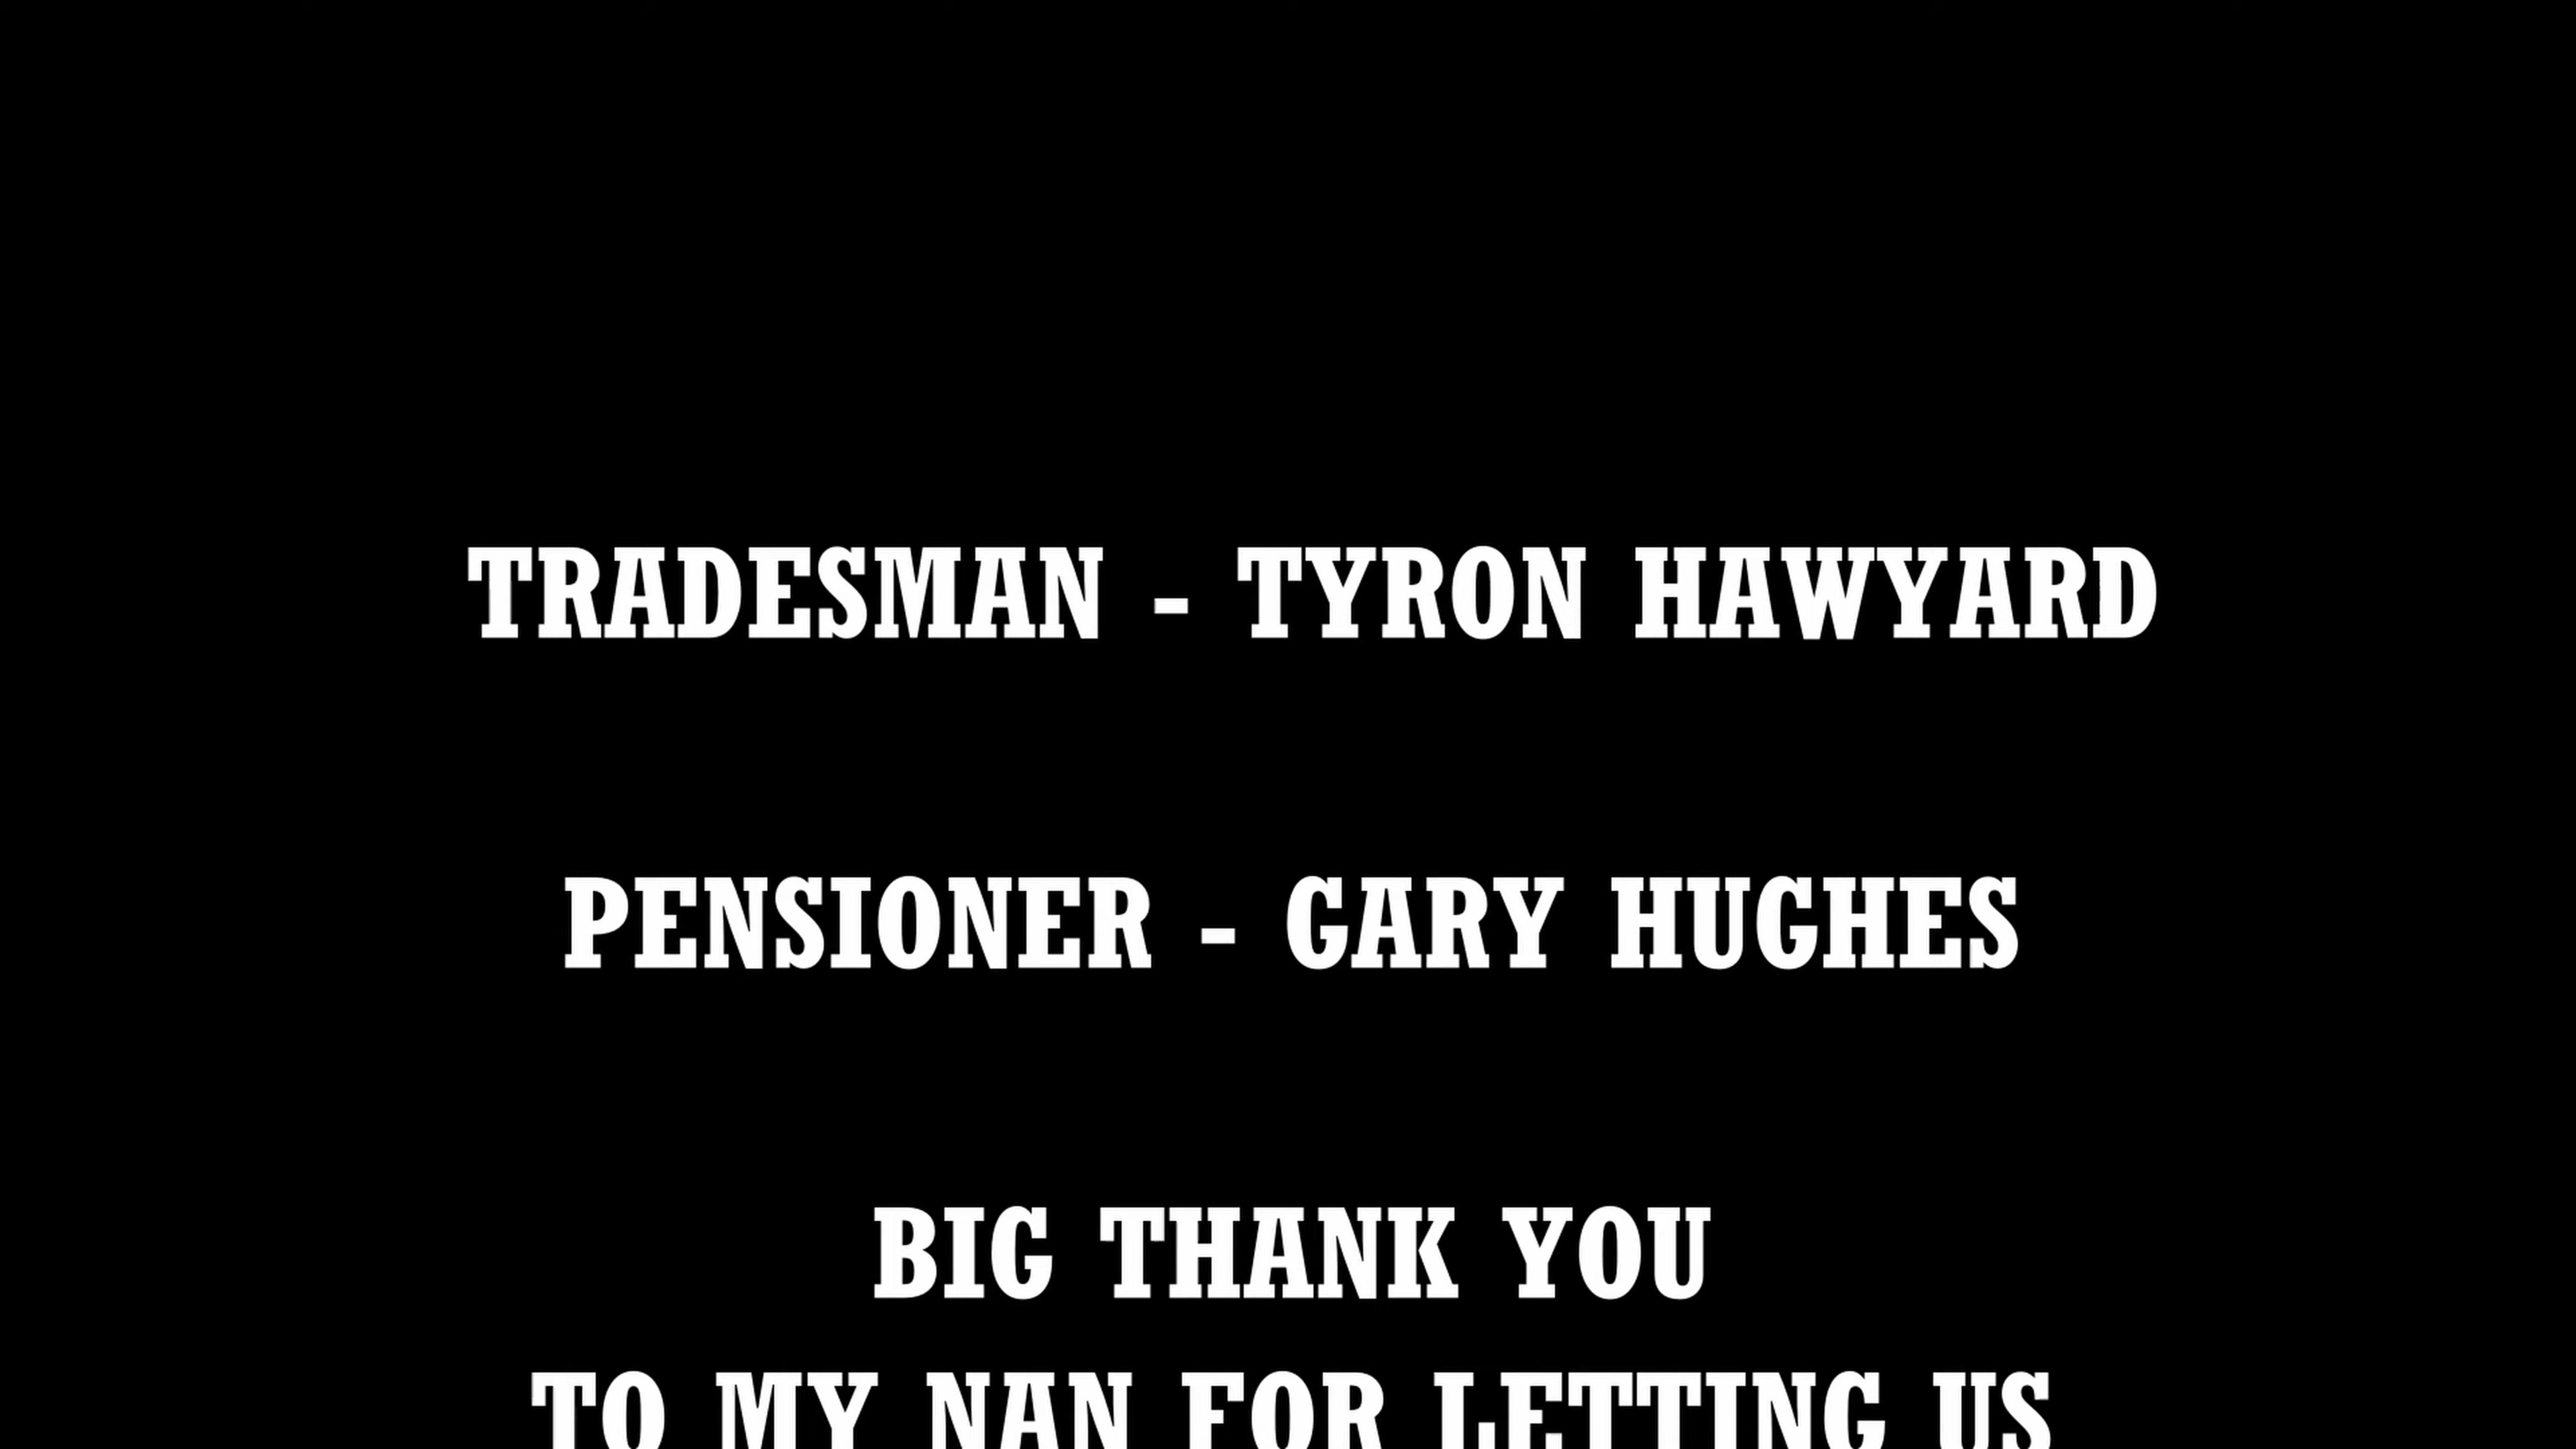 TRADESMAN - TYRON HAWYARD
PENSIONER - GARY HUGHES
BIG THANK YOU
TO MY NAN FOR LETTING US